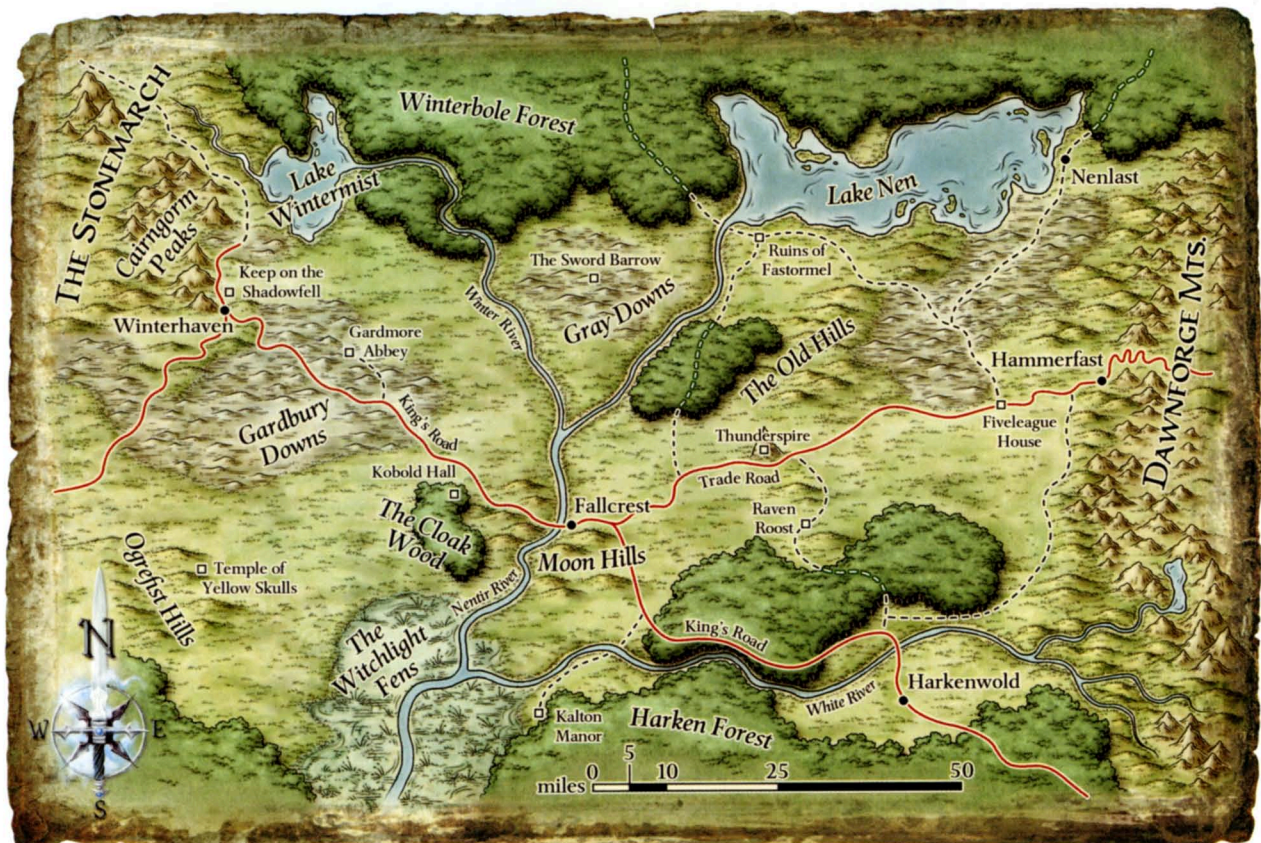 THE STONEMARCH
Winterbole Forest
Lake
Wintermist
Lake Nen
Nenlast
Cairngorm
Peaks
Ruins of
Fastormel
The Sword Barrow
Gray Downs
DAWNFORGE MTS.
Keep on the
Shadowfell
Winterhaven
Winter River
Gardmore
Abbey
The Old Hills
Hammerfast
Gardbury
Downs
King's Road
Fiveleague
House
Thunderspire
Trade Road
Kobold Hall
Fallcrest
Raven
Roost
The Cloak
Wood
Moon Hills
Ogrefist Hills
Temple of
Yellow Skulls
Nentir River
The
Witchlight
Fens
King's Road
Harkenwold
White River
Kalton
Manor
Harken Forest
N
W
E
S
miles 0 5 10 25 50